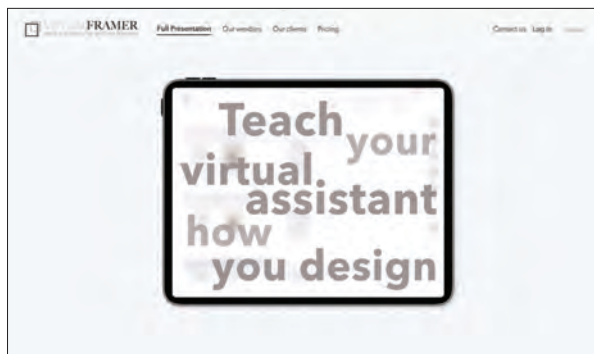 FRAMER
Full Presentation Our vendors Our clients Pricing
Contact us Log in
Teach
your
virtual
assistant
how
you design